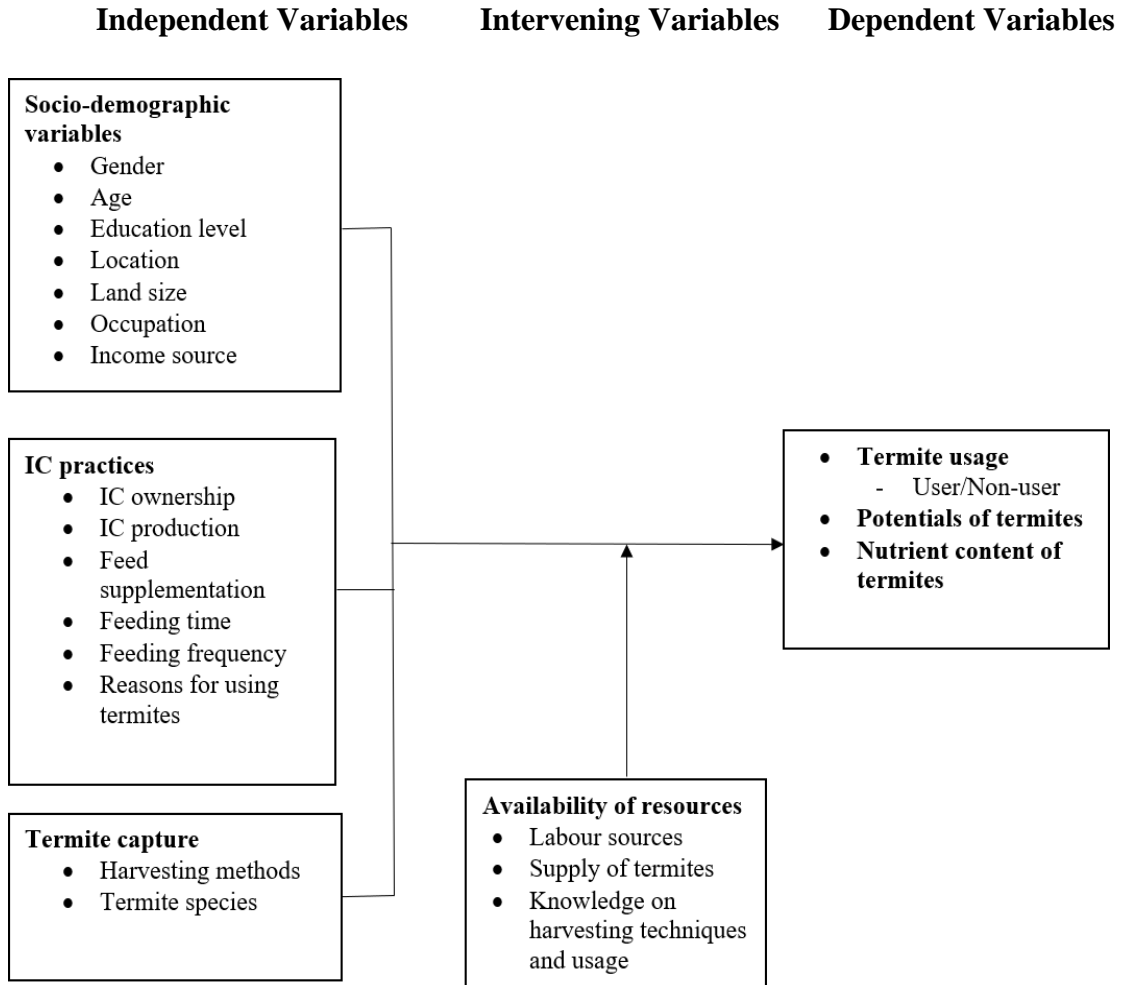 Independent Variables Intervening Variables Dependent Variables
Socio-demographic
variables
• Gender
• Age
• Education level
• Location
• Land size
• Occupation
• Income source
IC practices
• IC ownership
• IC production
• Feed
supplementation
• Feeding time
• Feeding frequency
• Reasons for using
termites
Termite capture
• Harvesting methods
• Termite species
Availability of resources
• Labour sources
• Supply of termites
• Knowledge on
harvesting techniques
and usage
• Termite usage
- User/Non-user
• Potentials of termites
• Nutrient content of
termites